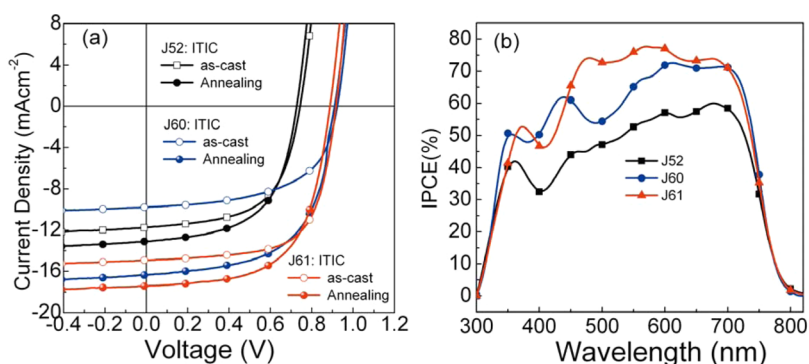 (a)
J52: ITIC
as-cast
Annealing
J60: ITIC
as-cast
Annealing
J61: ITIC
as-cast
Annealing
Current Density (mAcm-2)
8
4
0
-4
-8
-12
-16
-20
-0.4 -0.2 0.0 0.2 0.4 0.6 0.8 1.0 1.2
Voltage (V)
(b)
J52
J60
J61
IPCE(%)
80
70
60
50
40
30
20
10
0
300 400 500 600 700 800
Wavelength (nm)